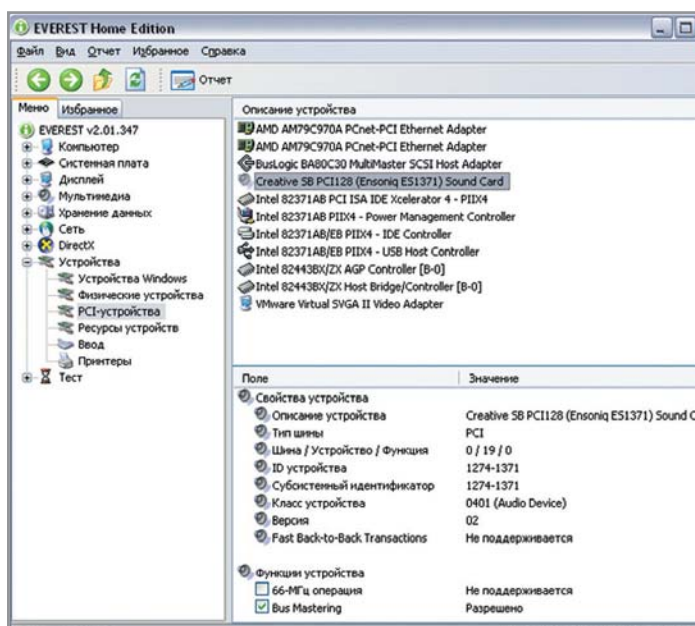 EVEREST Home Edition
Файл Вид Отчет Избранное Справка
Отчет
Меню Избранное
EVEREST v2.01.347
Компьютер
Системная плата
Дисплей
Мультимедиа
Хранение данных
Сеть
DirectX
Устройства
Устройства Windows
Физические устройства
PCI-устройства
Ресурсы устройств
Ввод
Принтеры
Тест
Описание устройства
AMD AM79C970A PCnet-PCI Ethernet Adapter
AMD AM79C970A PCnet-PCI Ethernet Adapter
BusLogic BA80C30 MultiMaster SCSI Host Adapter
Creative SB PCI128 (Ensoniq ES1371) Sound Card
Intel 82371AB PCI ISA IDE Xcelerator 4 - PIIX4
Intel 82371AB PIIX4 - Power Management Controller
Intel 82371AB/EB PIIX4 - IDE Controller
Intel 82371AB/EB PIIX4 - USB Host Controller
Intel 82443BX/ZX AGP Controller [B-0]
Intel 82443BX/ZX Host Bridge/Controller [B-0]
VMware Virtual SVGA II Video Adapter
Поле Значение
Свойства устройства
Описание устройства Creative SB PCI128 (Ensoniq ES1371) Sound C
Тип шины PCI
Шина / Устройство / Функция 0 / 19 / 0
ID устройства 1274-1371
Субсистемный идентификатор 1274-1371
Класс устройства 0401 (Audio Device)
Версия 02
Fast Back-to-Back Transactions Не поддерживается
Функции устройства
66-МГц операция Не поддерживается
Bus Mastering Разрешено